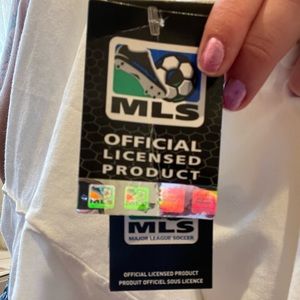 MLS
OFFICIAL
LICENSED
PRODUCT
MLS
MAJOR LEAGUE SOCCER
OFFICIAL LICENSED PRODUCT
PRODUIT OFFICIEL SOUS LICENCE